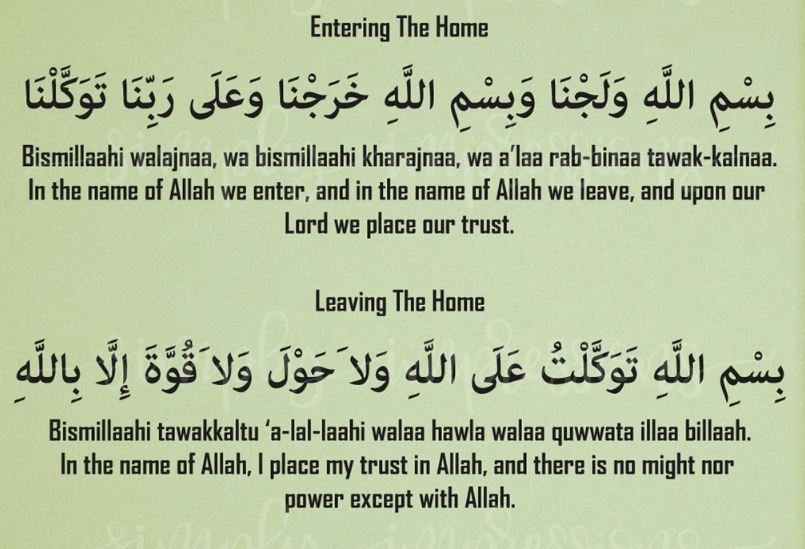 Entering The Home
بِسْمِ اللَّهِ وَلَجْنَا وَبِسْمِ اللَّهِ خَرَجْنَا وَعَلَى رَبِّنَا تَوَكَّلْنَا
Bismillaahi walajnaa, wa bismillaahi kharajnaa, wa a'laa rab-binaa tawak-kalnaa.
In the name of Allah we enter, and in the name of Allah we leave, and upon our
Lord we place our trust.
Leaving The Home
بِسْمِ اللَّهِ تَوَكَّلْتُ عَلَى اللَّهِ وَلا َحَوْلَ وَلا َقُوَّةَ إِلَّا بِاللَّهِ
Bismillaahi tawakkaltu ‘a-lal-laahi walaa hawla walaa quwwata illaa billaah.
In the name of Allah, I place my trust in Allah, and there is no might nor
power except with Allah.
simply impressions